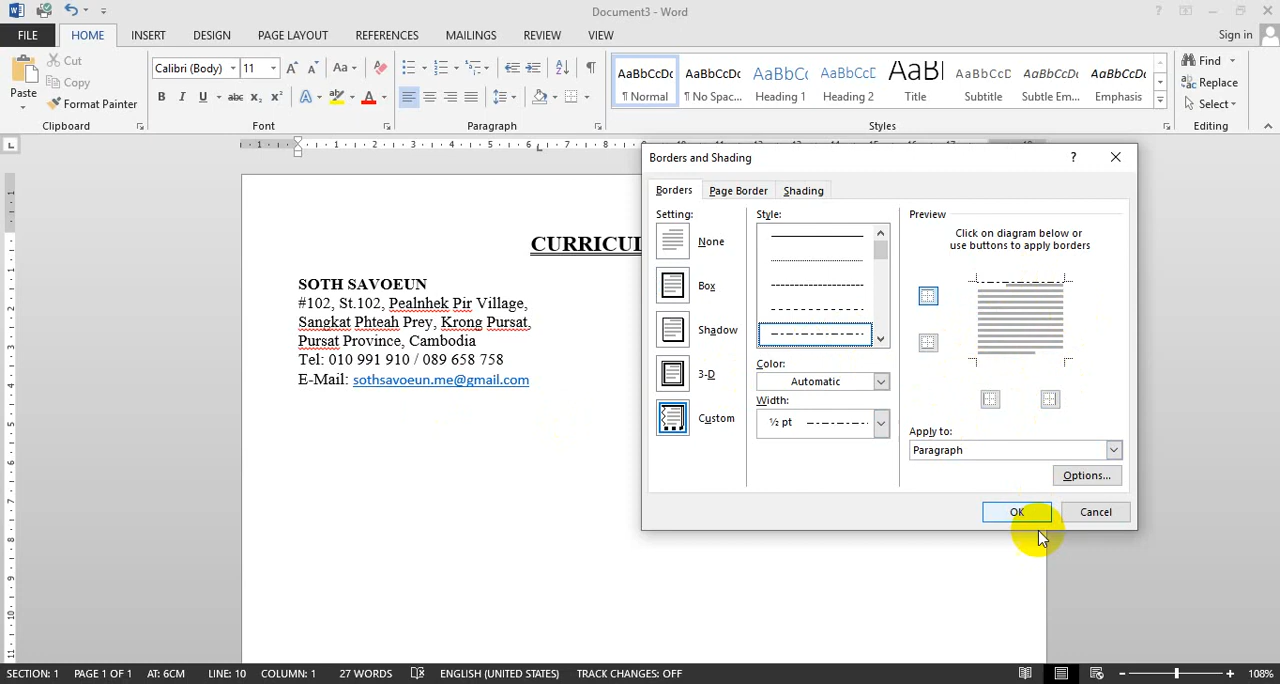 Document3 - Word
FILE HOME INSERT DESIGN PAGE LAYOUT REFERENCES MAILINGS REVIEW VIEW Sign in
Paste
Cut
Copy
Format Painter
Clipboard
Calibri (Body) 11
Font
Paragraph
AaBbCcDc AaBbCcDc AaBbCc AaBbCc AaBl AaBbCcD AaBbCcDc AaBbCcDc
¶ Normal ¶ No Spac... Heading 1 Heading 2 Title Subtitle Subtle Em... Emphasis
Styles
Find
Replace
Select
Editing
CURRICUL
SOTH SAVOEUN
#102, St.102, Pealnhek Pir Village,
Sangkat Phteah Prey, Krong Pursat,
Pursat Province, Cambodia
Tel: 010 991 910 / 089 658 758
E-Mail: sothsavoeun.me@gmail.com
Borders and Shading
Borders Page Border Shading
Setting:
None
Box
Shadow
3-D
Custom
Style:
Color:
Automatic
Width:
½ pt
Preview
Click on diagram below or
use buttons to apply borders
Apply to:
Paragraph
Options...
OK Cancel
SECTION: 1 PAGE 1 OF 1 AT: 6CM LINE: 10 COLUMN: 1 27 WORDS ENGLISH (UNITED STATES) TRACK CHANGES: OFF 108%